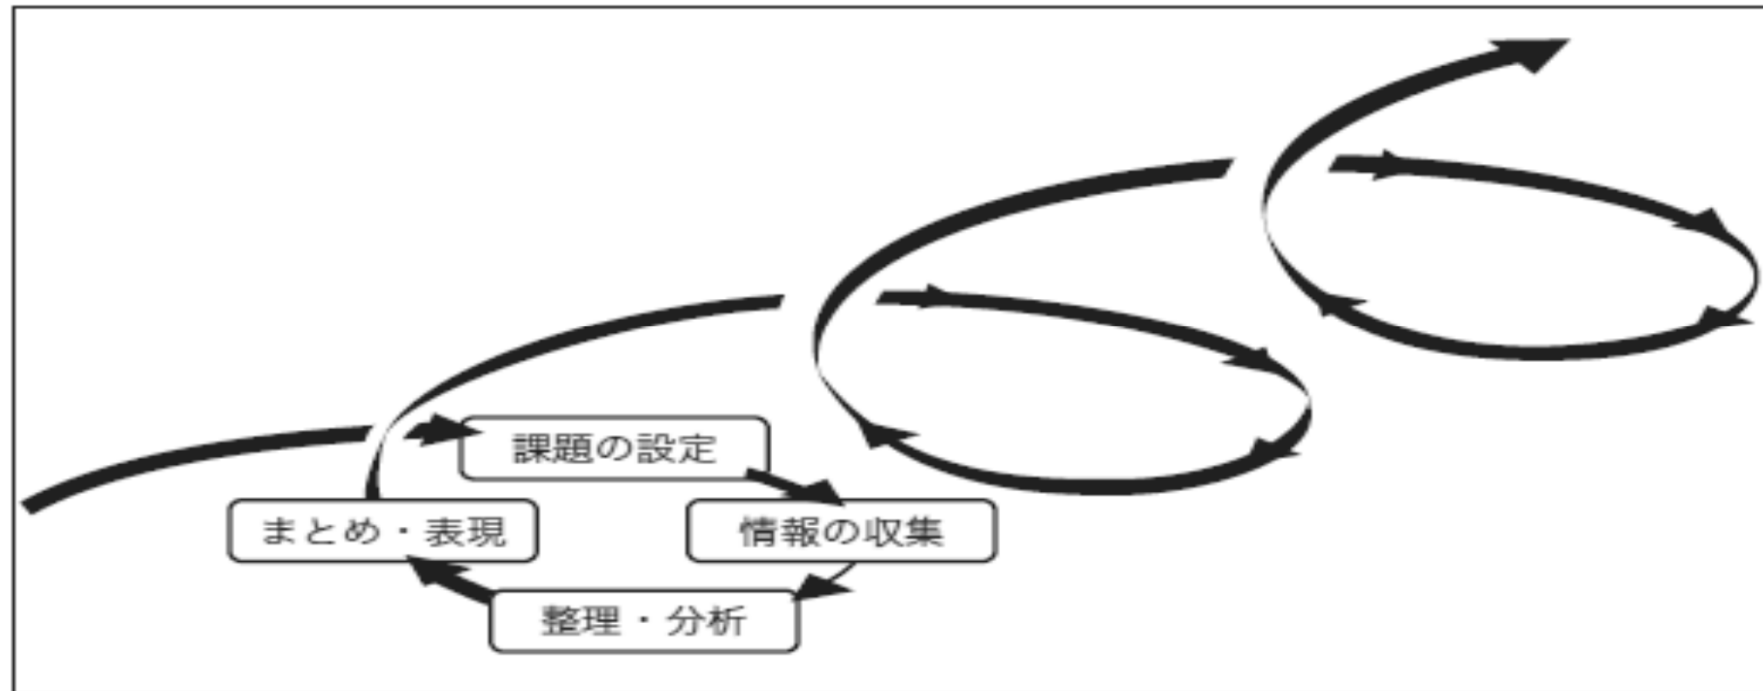 課題の設定
まとめ・表現
情報の収集
整理・分析